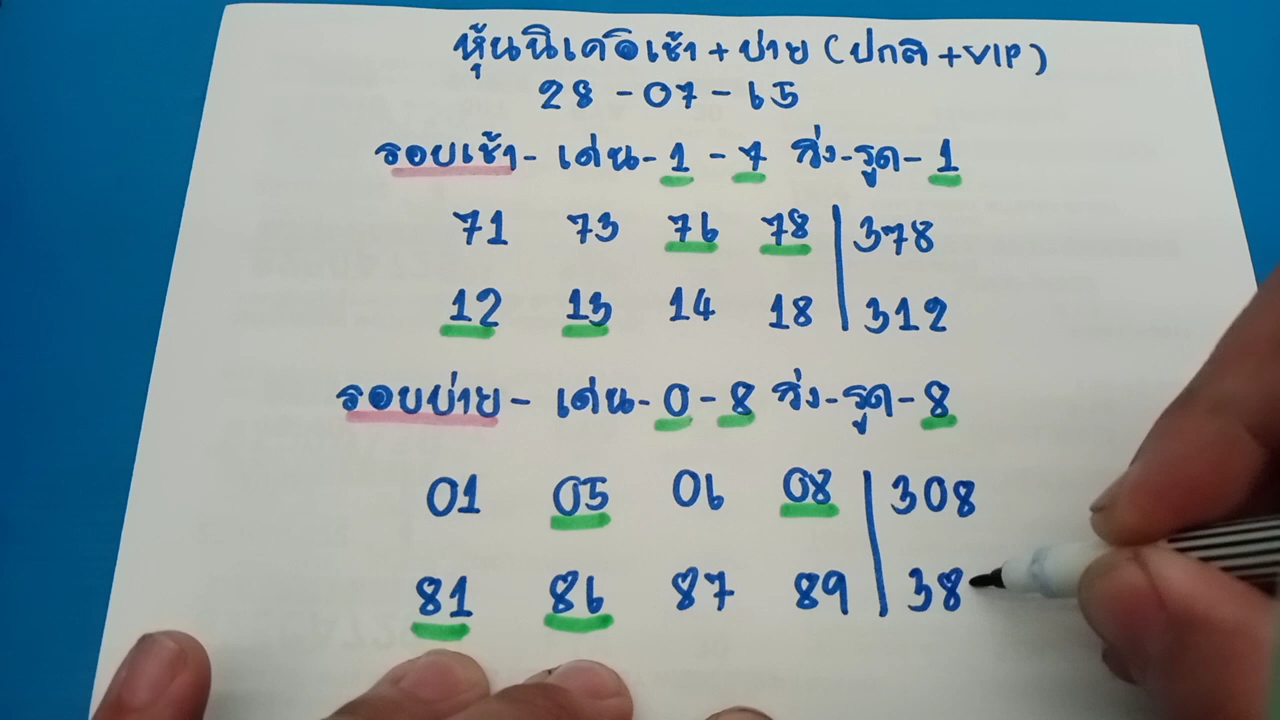 หุ้นนิเคอิเช้า + บ่าย (ปกติ + VIP)
28 - 07 - 65
รอบเช้า - เด่น - 1 - 7 วิ่ง - รูด - 1
71 73 76 78 | 378
12 13 14 18 | 312
รอบบ่าย - เด่น - 0 - 8 วิ่ง - รูด - 8
01 05 06 08 | 308
81 86 87 89 | 38